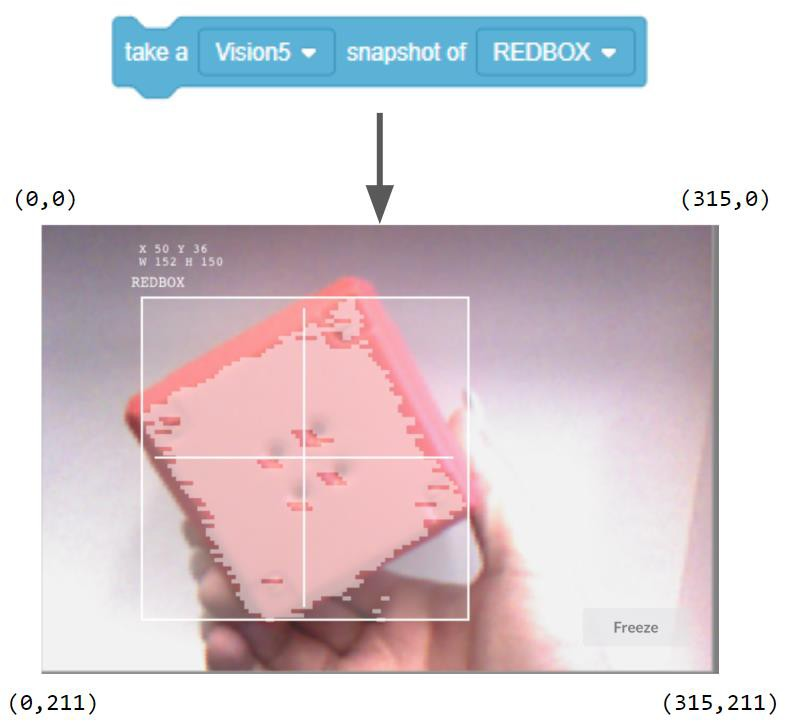 take a Vision5 snapshot of REDBOX
(0,0) (315,0)
X 50 Y 36
W 152 H 150
REDBOX
Freeze
(0,211) (315,211)